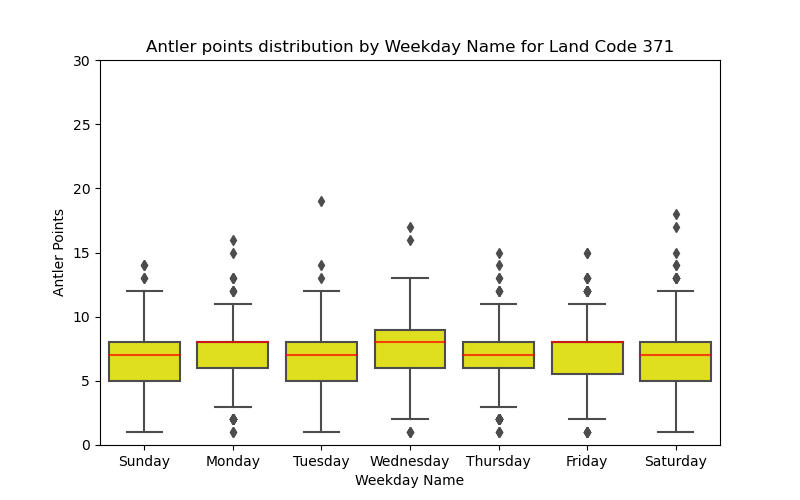 Antler points distribution by Weekday Name for Land Code 371
30
25
20
15
10
5
0
Antler Points
Sunday Monday Tuesday Wednesday Thursday Friday Saturday
Weekday Name